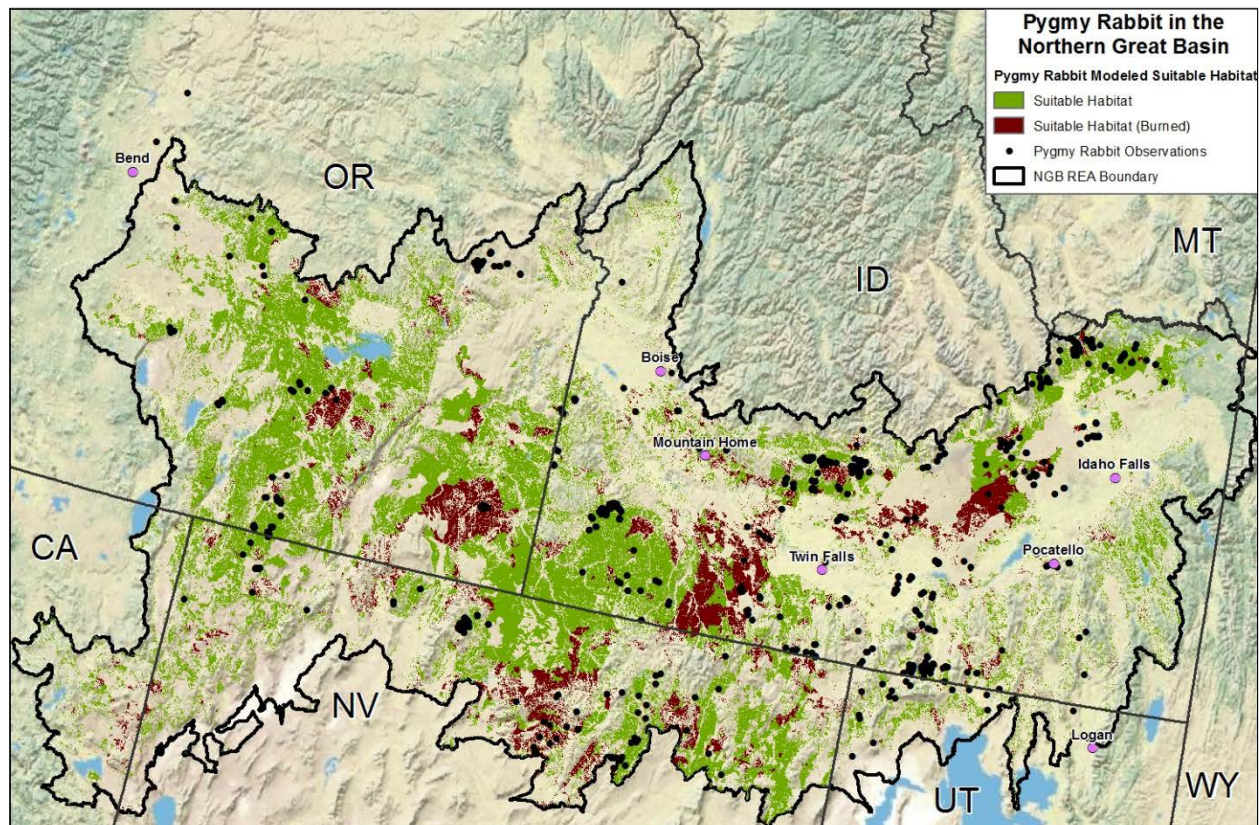 Pygmy Rabbit in the
Northern Great Basin
Pygmy Rabbit Modeled Suitable Habitat
Suitable Habitat
Suitable Habitat (Burned)
Pygmy Rabbit Observations
NGB REA Boundary
Bend
OR
MT
ID
Boise
Mountain Home
Idaho Falls
CA
Twin Falls
Pocatello
NV
Logan
UT
WY